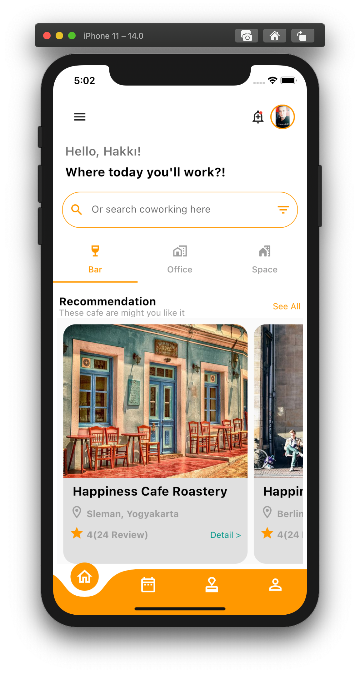 iPhone 11 – 14.0
5:02
Hello, Hakkı!
Where today you'll work?!
Or search coworking here
Bar
Office
Space
Recommendation
These cafe are might you like it
See All
Happiness Cafe Roastery
Sleman, Yogyakarta
4(24 Review)
Detail >
Happin
Berlin
4(24